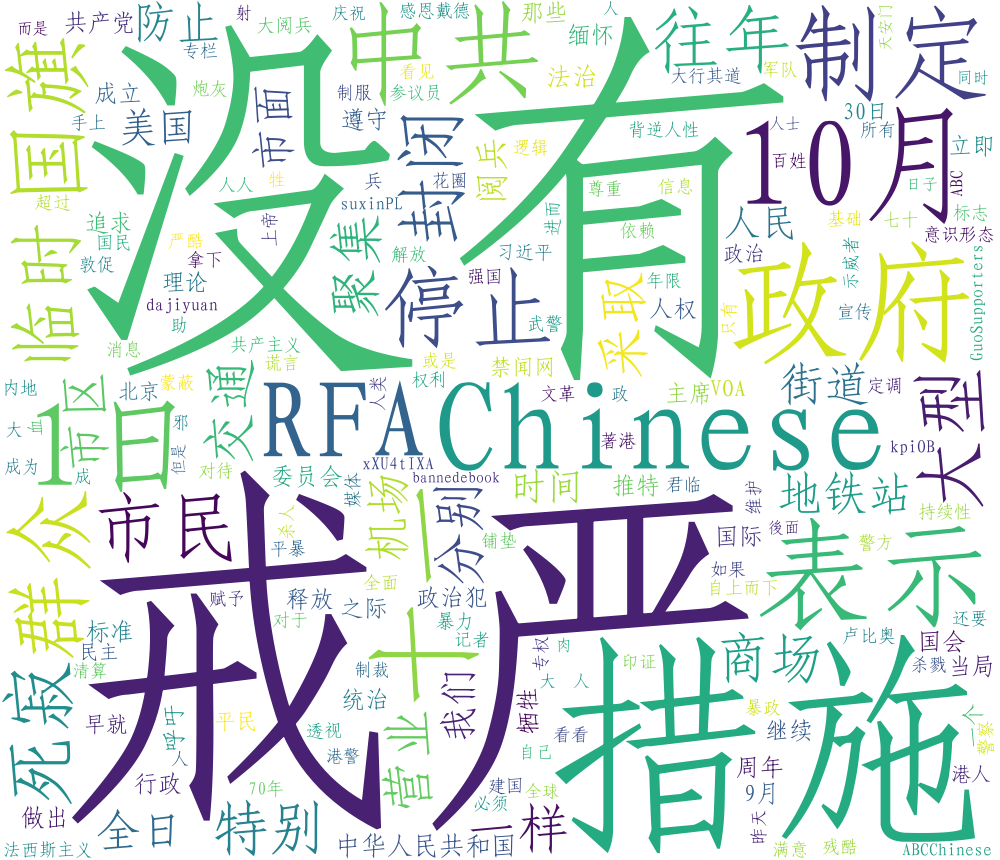 没有
戒严
措施
RFAChinese
10月
中共
往年
制定
政府
停止
封闭
表示
1日
十一
国旗
临时
群众
死寂
市民
特别
一样
全日
大型
商场
街道
地铁站
交通
市区
聚集
采取
防止
美国
市面
阅兵
机场
分别
营业
我们
时间
人民
共产党
而是
专栏
射
大阅兵
庆祝
感恩戴德
那些
人
缅怀
法治
看见
参议员
大行其道
军队
天安门
同时
成立
炮灰
制服
手上
遵守
背逆人性
30日
所有
人士
百姓
立即
ABC
逻辑
人人
牲
兵
花圈
suxinPL
尊重
信息
日子
超过
追求
国民
严酷
上帝
进而
依赖
基础
七十
标志
意识形态
敦促
拿下
理论
解放
习近平
强国
年限
政治
示威者
dajiyuan
助
武警
人权
只有
宣传
GuoSupporters
消息
共产主义
谎言
或是
禁闻网
内地
北京
蒙蔽
权利
人类
文革
政
主席
VOA
定调
大
血
邪
但是
成为
成
对待
委员会
xXU4tIXA
bannedebook
著港
kpiOB
媒体
推特
君临
维护
持续性
杀人
平暴
铺垫
国际
後面
警方
全面
如果
自上而下
赋予
释放
之际
政治犯
标准
民主
对于
暴力
还要
清算
记者
卢比奥
国会
制裁
专权
肉
印证
杀戮
当局
早就
呼吁
平民
统治
大
人
牺牲
暴政
一个
警察
人
透视
看看
继续
行政
港警
自己
周年
港人
70年
建国
全球
9月
做出
必须
昨天
法西斯主义
中华人民共和国
满意
残酷
ABCChinese